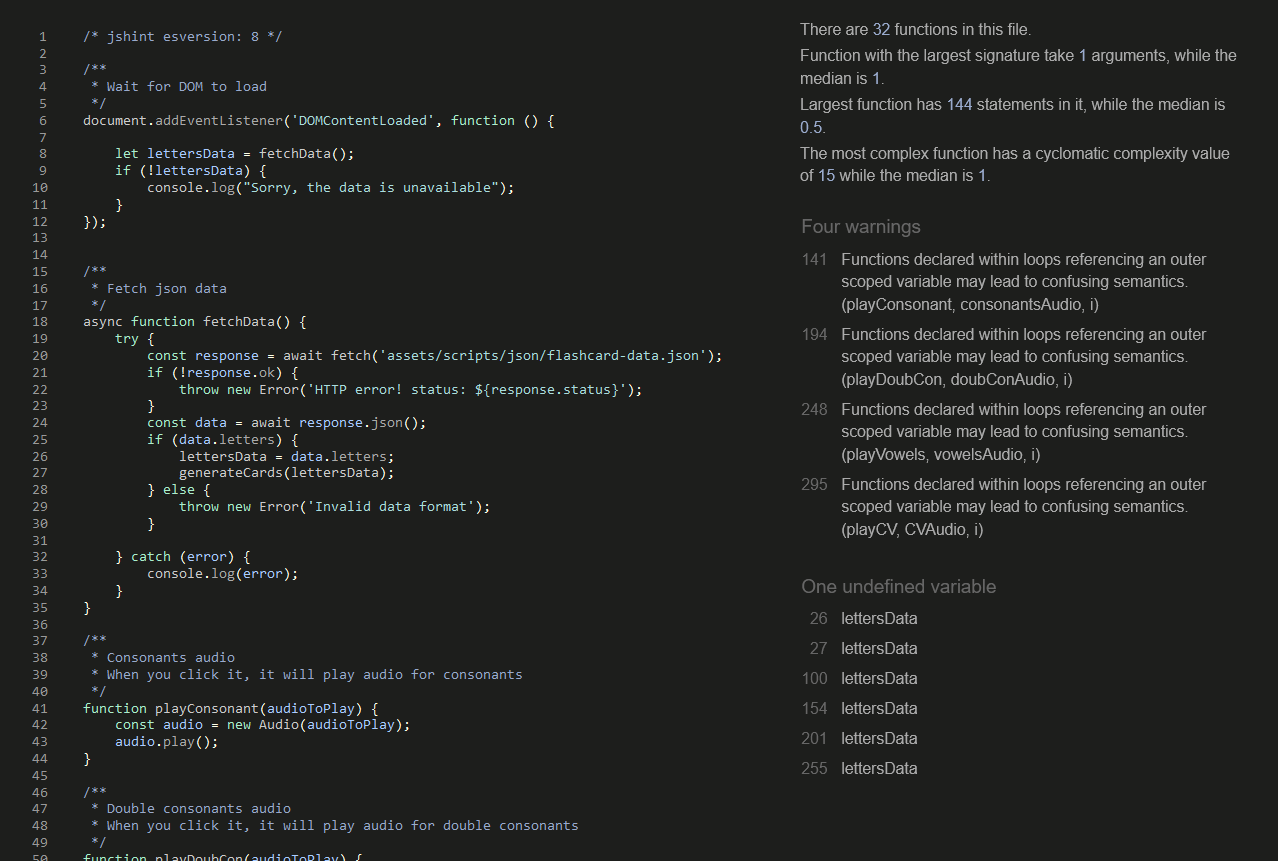 1 /* jshint esversion: 8 */
2
3 /**
4 * Wait for DOM to load
5 */
6 document.addEventListener('DOMContentLoaded', function () {
7
8 let lettersData = fetchData();
9 if (!lettersData) {
10 console.log("Sorry, the data is unavailable");
11 }
12 });
13
14
15 /**
16 * Fetch json data
17 */
18 async function fetchData() {
19 try {
20 const response = await fetch('assets/scripts/json/flashcard-data.json');
21 if (!response.ok) {
22 throw new Error('HTTP error! status: ${response.status}');
23 }
24 const data = await response.json();
25 if (data.letters) {
26 lettersData = data.letters;
27 generateCards(lettersData);
28 } else {
29 throw new Error('Invalid data format');
30 }
31
32 } catch (error) {
33 console.log(error);
34 }
35 }
36
37 /**
38 * Consonants audio
39 * When you click it, it will play audio for consonants
40 */
41 function playConsonant(audioToPlay) {
42 const audio = new Audio(audioToPlay);
43 audio.play();
44 }
45
46 /**
47 * Double consonants audio
48 * When you click it, it will play audio for double consonants
49 */
50 function playDoubCon(audioToPlay) {
There are 32 functions in this file.
Function with the largest signature take 1 arguments, while the
median is 1.
Largest function has 144 statements in it, while the median is
0.5.
The most complex function has a cyclomatic complexity value
of 15 while the median is 1.
Four warnings
141 Functions declared within loops referencing an outer
scoped variable may lead to confusing semantics.
(playConsonant, consonantsAudio, i)
194 Functions declared within loops referencing an outer
scoped variable may lead to confusing semantics.
(playDoubCon, doubConAudio, i)
248 Functions declared within loops referencing an outer
scoped variable may lead to confusing semantics.
(playVowels, vowelsAudio, i)
295 Functions declared within loops referencing an outer
scoped variable may lead to confusing semantics.
(playCV, CVAudio, i)
One undefined variable
26 lettersData
27 lettersData
100 lettersData
154 lettersData
201 lettersData
255 lettersData